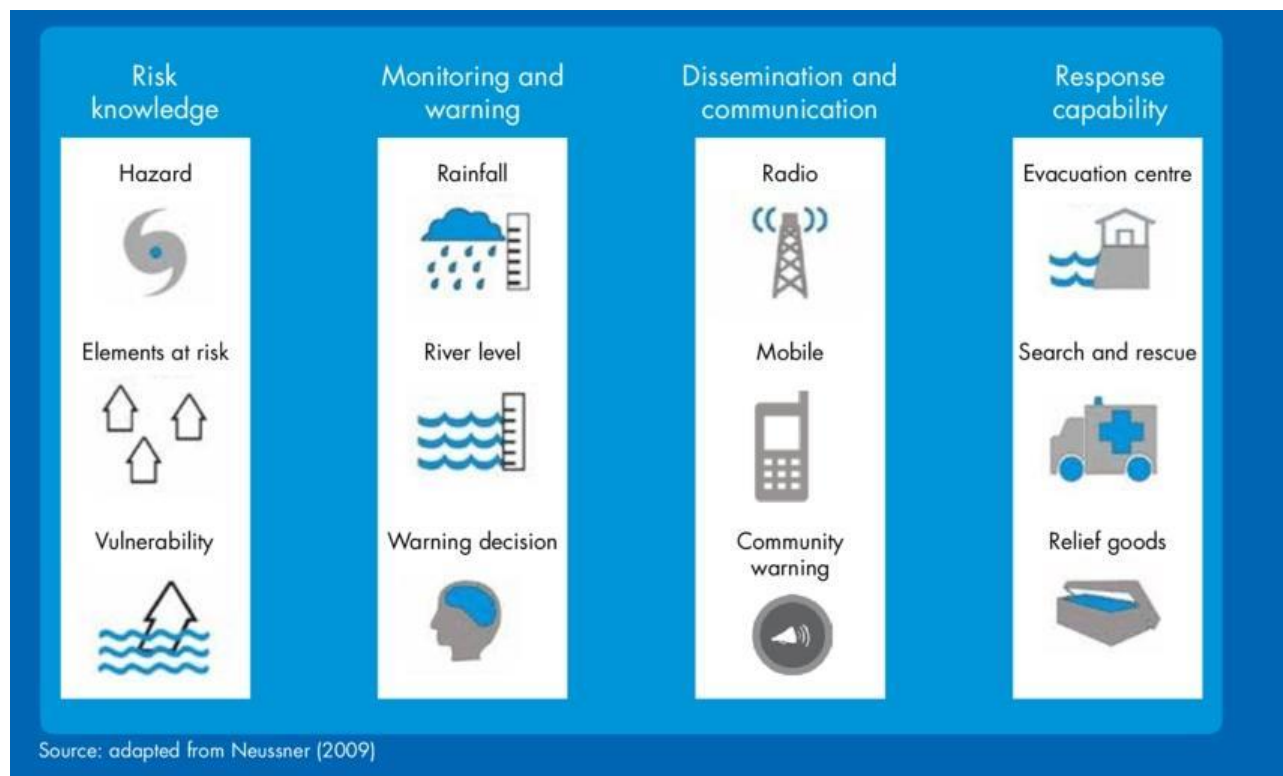 Risk
knowledge
Hazard
Elements at risk
Vulnerability
Monitoring and
warning
Rainfall
River level
Warning decision
Dissemination and
communication
Radio
Mobile
Community
warning
Response
capability
Evacuation centre
Search and rescue
Relief goods
Source: adapted from Neussner (2009)